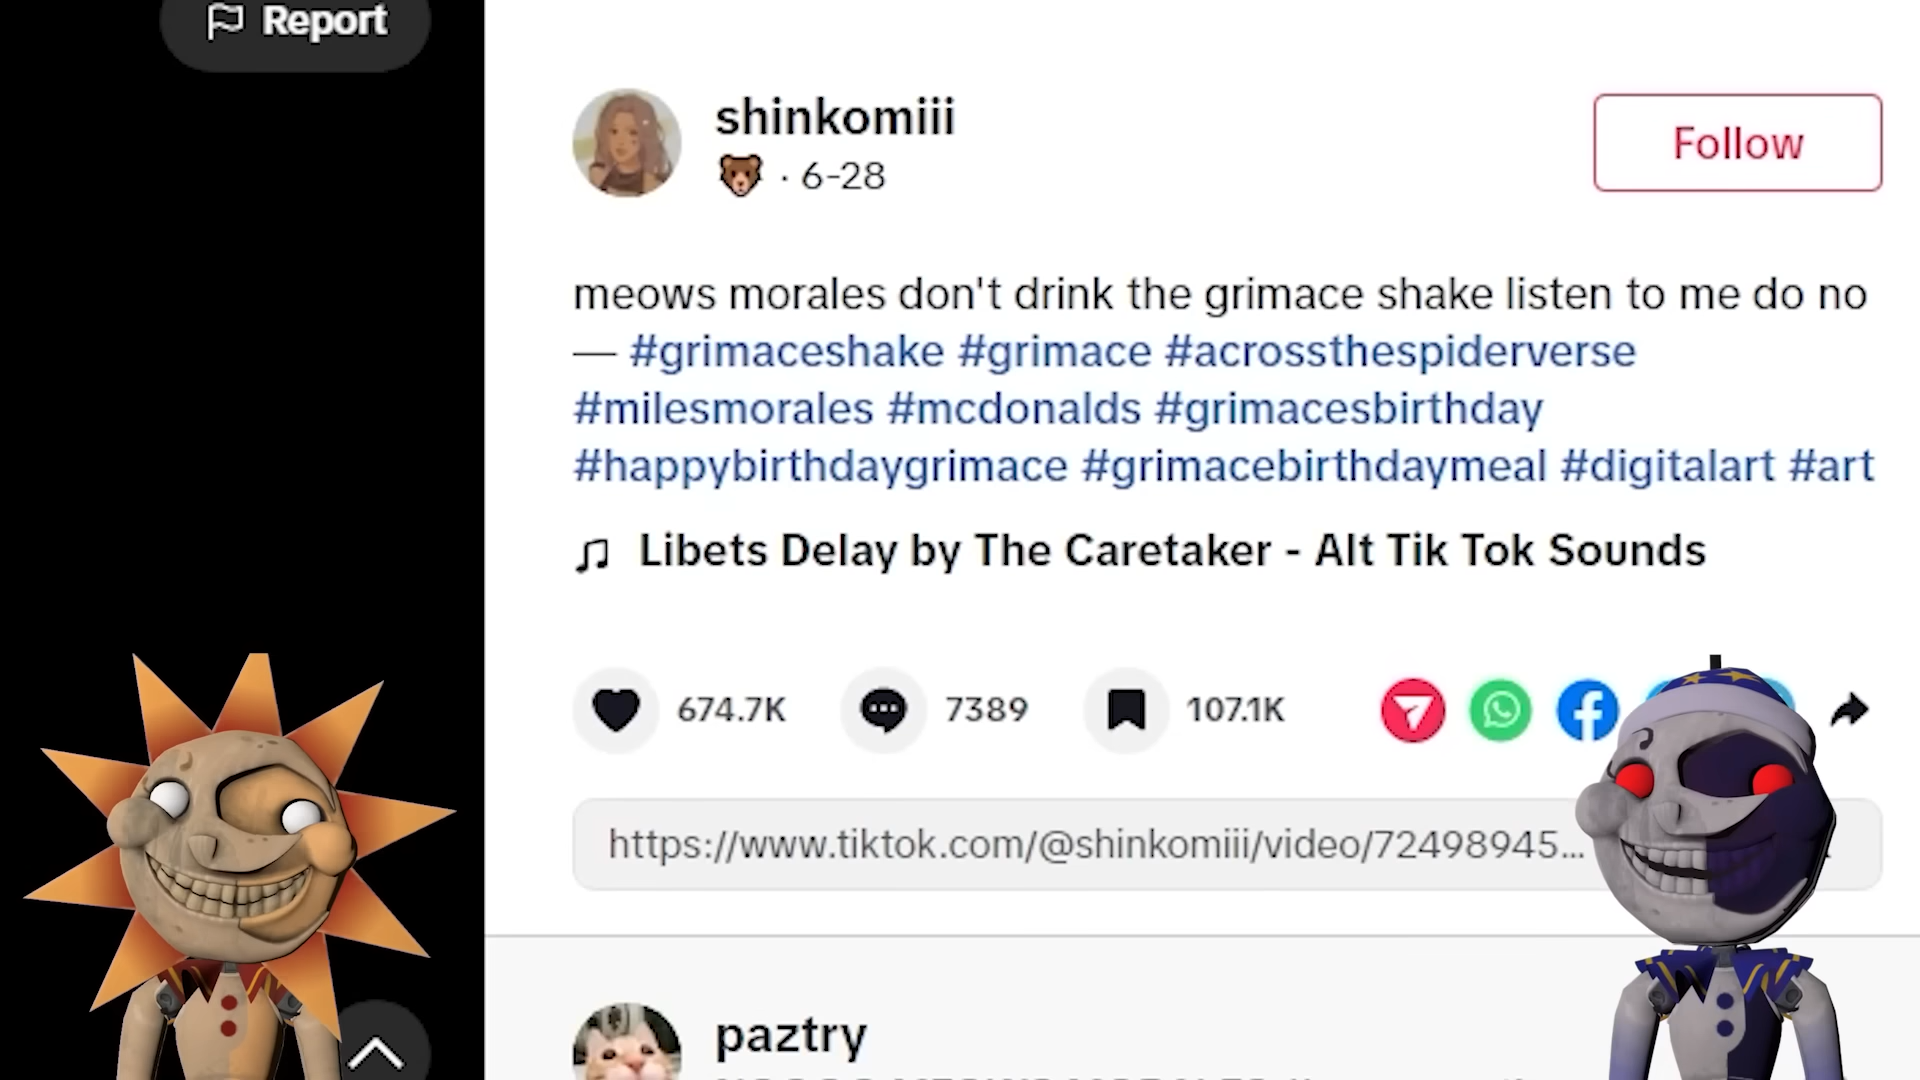 Report
shinkomiii
🐻 · 6-28
Follow
meows morales don't drink the grimace shake listen to me do no
— #grimaceshake #grimace #acrossthespiderverse
#milesmorales #mcdonalds #grimacesbirthday
#happybirthdaygrimace #grimacebirthdaymeal #digitalart #art
Libets Delay by The Caretaker - Alt Tik Tok Sounds
674.7K 7389 107.1K
https://www.tiktok.com/@shinkomiii/video/72498945...
paztry